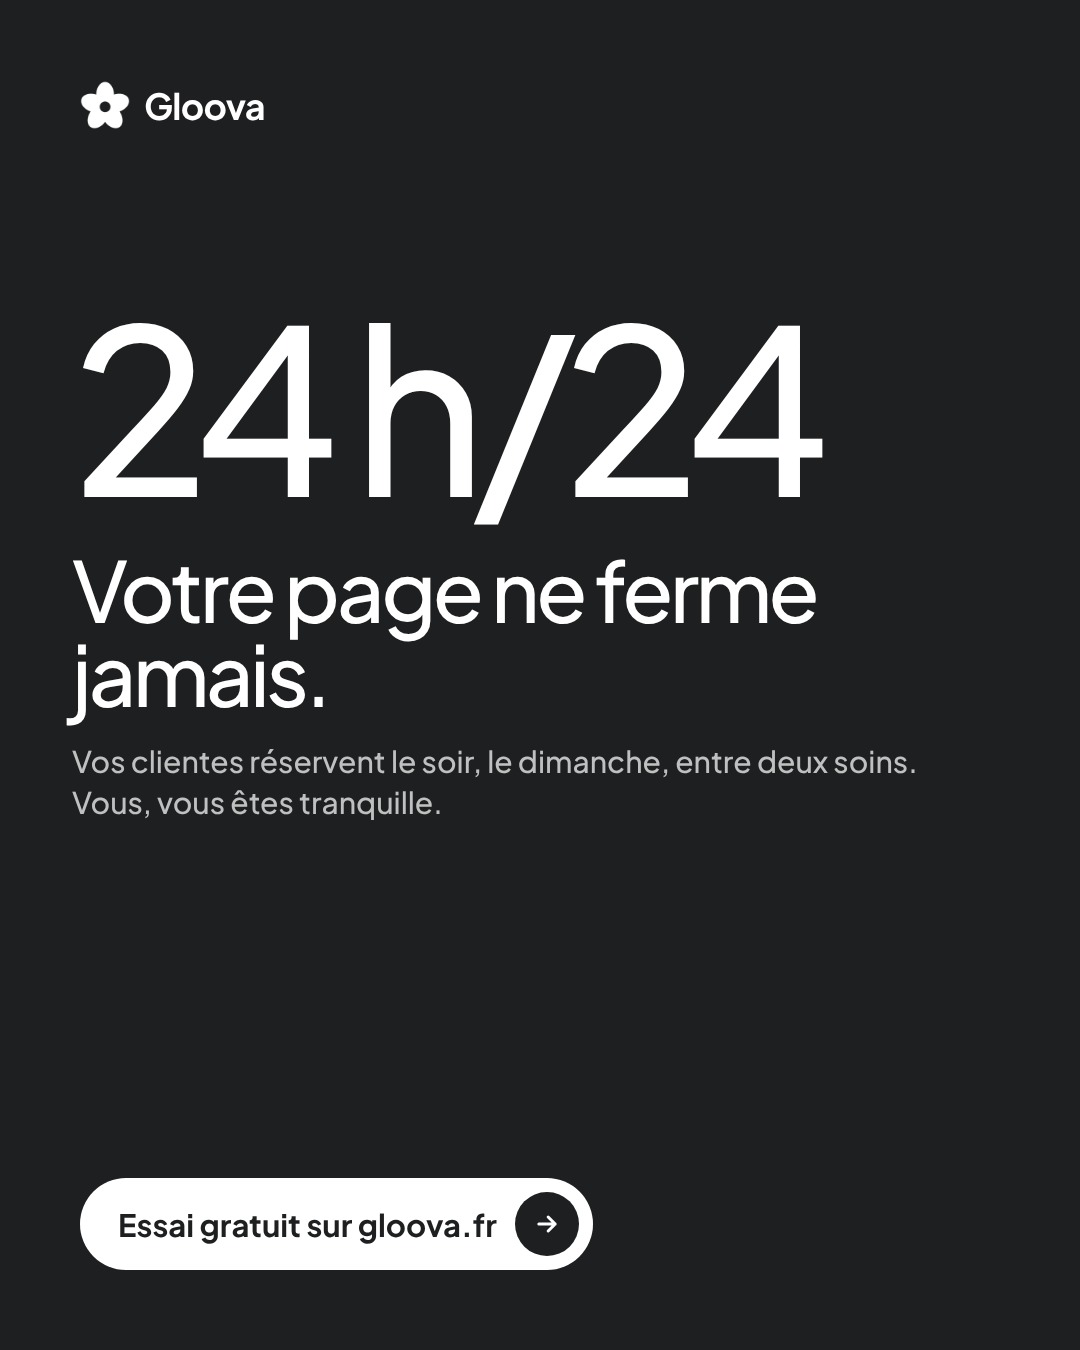 Gloova
24 h/24
Votre page ne ferme
jamais.
Vos clientes réservent le soir, le dimanche, entre deux soins.
Vous, vous êtes tranquille.
Essai gratuit sur gloova.fr